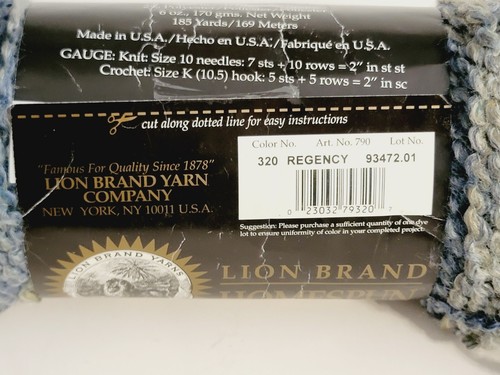 6 oz., 170 gms. Net Weight
185 Yards/169 Meters
Made in U.S.A./Hecho en U.S.A./Fabriqué en U.S.A.
GAUGE: Knit: Size 10 needles: 7 sts + 10 rows = 2" in st st
Crochet: Size K (10.5) hook: 5 sts + 5 rows = 2" in sc
cut along dotted line for easy instructions
Color No. Art. No. 790 Lot No.
320 REGENCY 93472.01
0 23032 79320 7
Suggestion: Please purchase a sufficient quantity of one dye
lot to ensure uniformity of color in your completed project.
"Famous For Quality Since 1878"
LION BRAND YARN
COMPANY
NEW YORK, NY 10011 U.S.A.
LION BRAND YARNS
LION BRAND
HOMESPUN